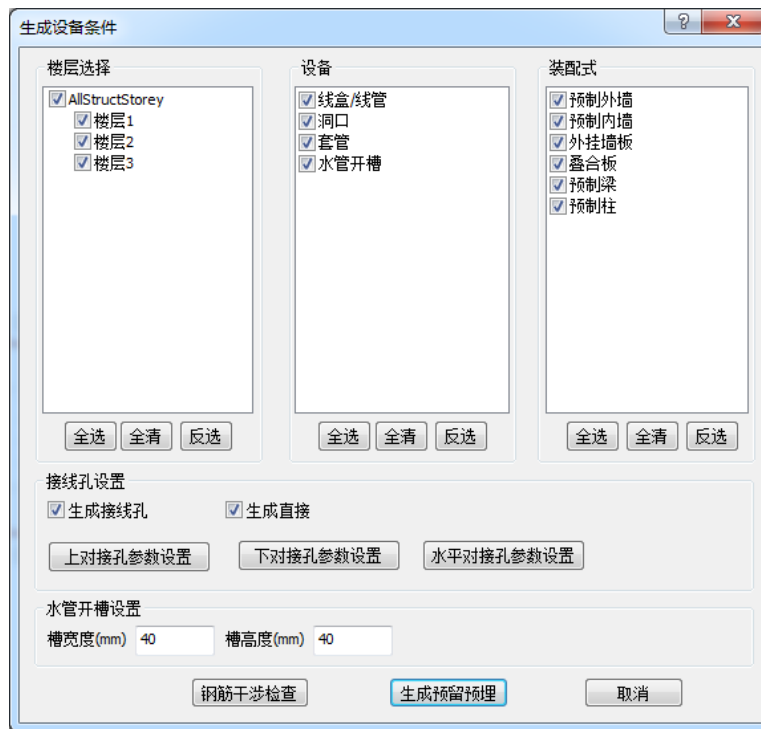 生成设备条件
楼层选择
AllStructStorey
楼层1
楼层2
楼层3
全选 全清 反选
设备
线盒/线管
洞口
套管
水管开槽
全选 全清 反选
装配式
预制外墙
预制内墙
外挂墙板
叠合板
预制梁
预制柱
全选 全清 反选
接线孔设置
生成接线孔 生成直接
上对接孔参数设置 下对接孔参数设置 水平对接孔参数设置
水管开槽设置
槽宽度(mm) 40 槽高度(mm) 40
钢筋干涉检查 生成预留预埋 取消